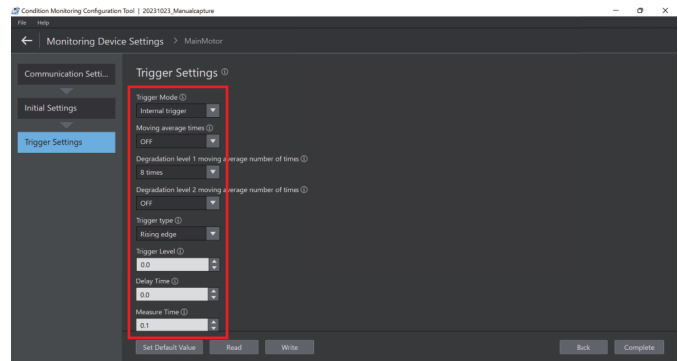 Condition Monitoring Configuration Tool | 20231023_Manualcapture
File Help
Monitoring Device Settings > MainMotor
Communication Setti...
Initial Settings
Trigger Settings
Trigger Settings
Trigger Mode
Internal trigger
Moving average times
OFF
Degradation level 1 moving average number of times
8 times
Degradation level 2 moving average number of times
OFF
Trigger type
Rising edge
Trigger Level
0.0
Delay Time
0.0
Measure Time
0.1
Set Default Value Read Write Back Complete